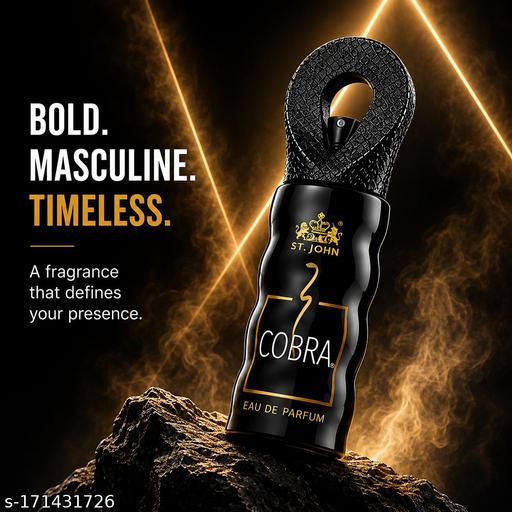 BOLD.
MASCULINE.
TIMELESS.
A fragrance
that defines
your presence.
ST. JOHN
COBRA®
EAU DE PARFUM
s-171431726